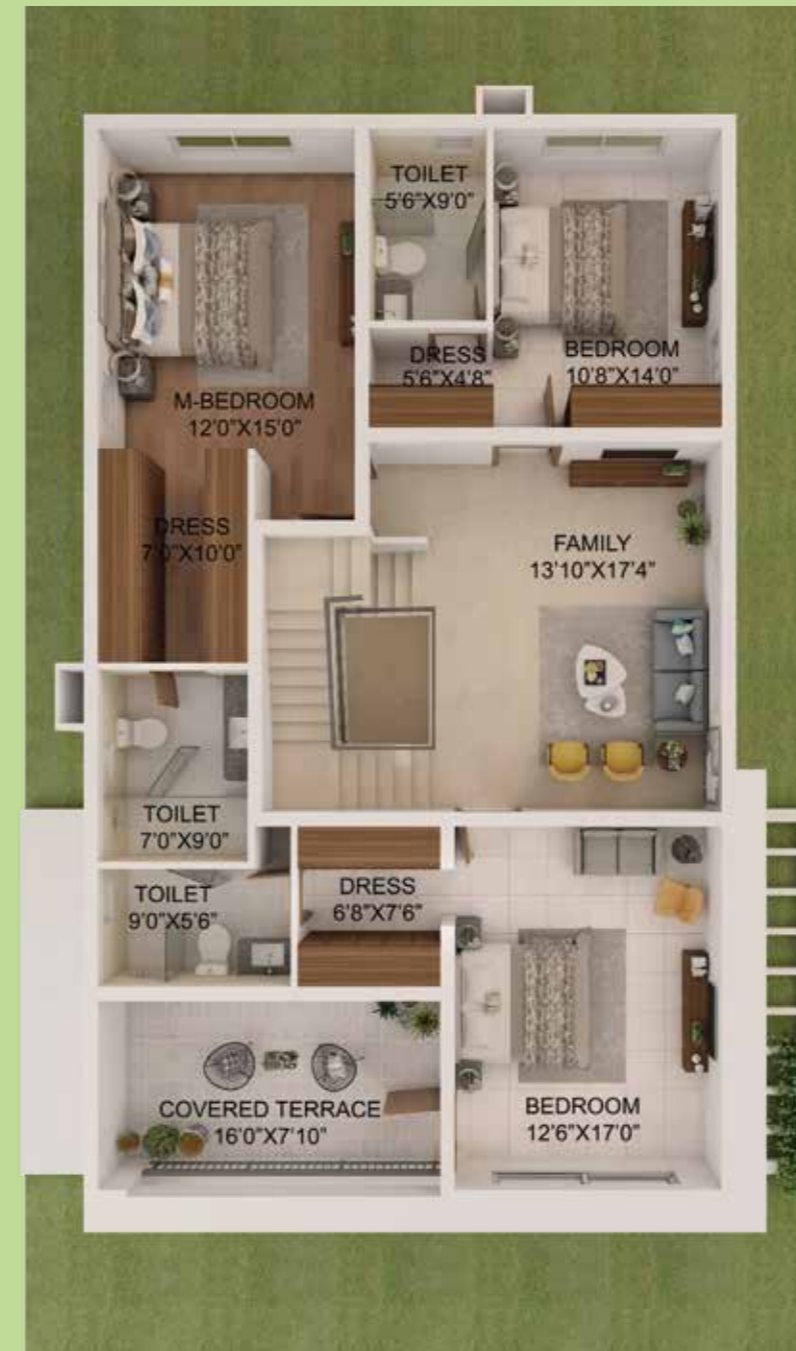 TOILET
5'6"X9'0"
DRESS
5'6"X4'8"
BEDROOM
10'8"X14'0"
M-BEDROOM
12'0"X15'0"
DRESS
7'0"X10'0"
FAMILY
13'10"X17'4"
TOILET
7'0"X9'0"
TOILET
9'0"X5'6"
DRESS
6'8"X7'6"
COVERED TERRACE
16'0"X7'10"
BEDROOM
12'6"X17'0"